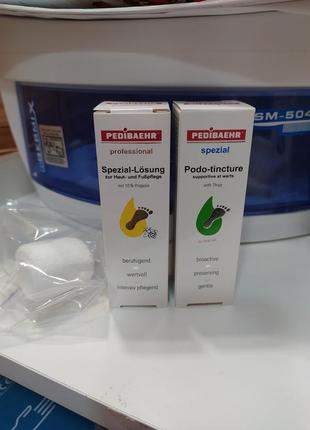 SM-504
PEDIBAEHR
professional
Spezial-Lösung
zur Haut- und Fußpflege
mit 10 % Propolis
beruhigend
wertvoll
intensiv pflegend
PEDIBAEHR
spezial
Podo-tincture
supportive at warts
with Thuja
bioactive
preserving
gentle